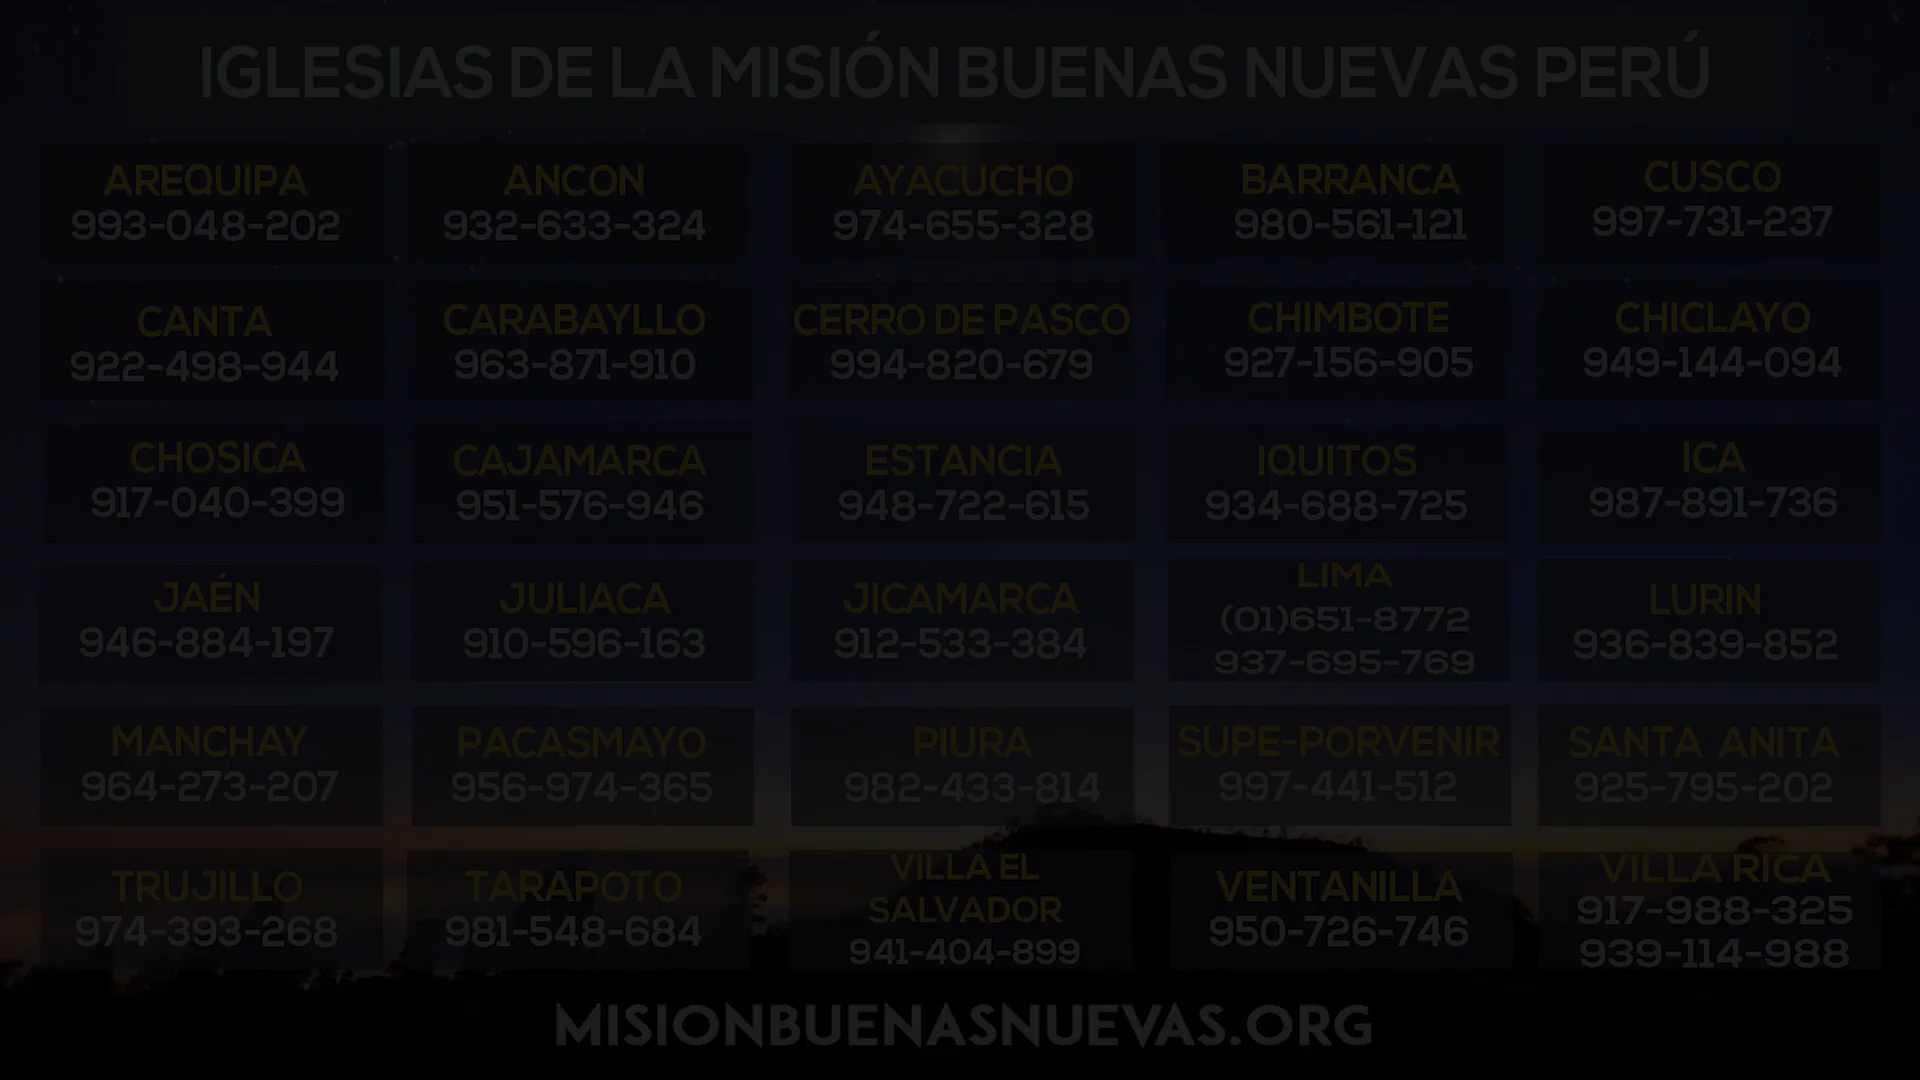 IGLESIAS DE LA MISIÓN BUENAS NUEVAS PERÚ
AREQUIPA
993-048-202
ANCON
932-633-324
AYACUCHO
974-655-328
BARRANCA
980-561-121
CUSCO
997-731-237
CANTA
922-498-944
CARABAYLLO
963-871-910
CERRO DE PASCO
994-820-679
CHIMBOTE
927-156-905
CHICLAYO
949-144-094
CHOSICA
917-040-399
CAJAMARCA
951-576-946
ESTANCIA
948-722-615
IQUITOS
934-688-725
ICA
987-891-736
JAÉN
946-884-197
JULIACA
910-596-163
JICAMARCA
912-533-384
LIMA
(01)651-8772
937-695-769
LURIN
936-839-852
MANCHAY
964-273-207
PACASMAYO
956-974-365
PIURA
982-433-814
SUPE-PORVENIR
997-441-512
SANTA ANITA
925-795-202
TRUJILLO
974-393-268
TARAPOTO
981-548-684
VILLA EL
SALVADOR
941-404-899
VENTANILLA
950-726-746
VILLA RICA
917-988-325
939-114-988
MISIONBUENASNUEVAS.ORG